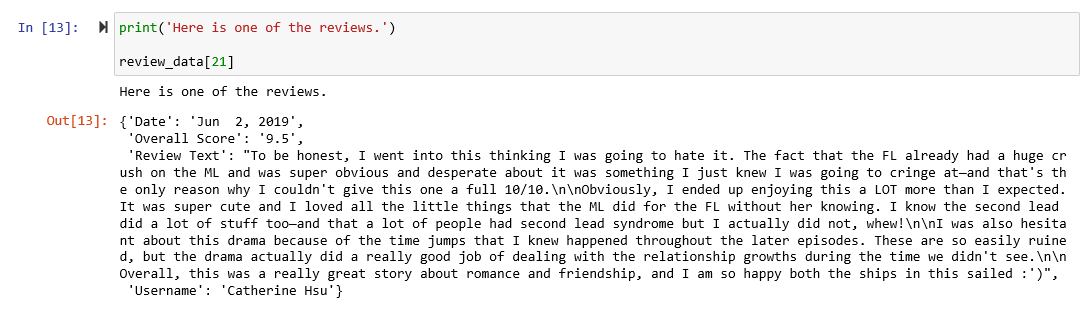 In [13]: print('Here is one of the reviews.')
review_data[21]
Here is one of the reviews.
Out[13]: {'Date': 'Jun  2, 2019',
'Overall Score': '9.5',
'Review Text': "To be honest, I went into this thinking I was going to hate it. The fact that the FL already had a huge cr
ush on the ML and was super obvious and desperate about it was something I just knew I was going to cringe at—and that's th
e only reason why I couldn't give this one a full 10/10.\n\nObviously, I ended up enjoying this a LOT more than I expected.
It was super cute and I loved all the little things that the ML did for the FL without her knowing. I know the second lead
did a lot of stuff too—and that a lot of people had second lead syndrome but I actually did not, whew!\n\nI was also hesita
nt about this drama because of the time jumps that I knew happened throughout the later episodes. These are so easily ruine
d, but the drama actually did a really good job of dealing with the relationship growths during the time we didn't see.\n\n
Overall, this was a really great story about romance and friendship, and I am so happy both the ships in this sailed :')",
'Username': 'Catherine Hsu'}